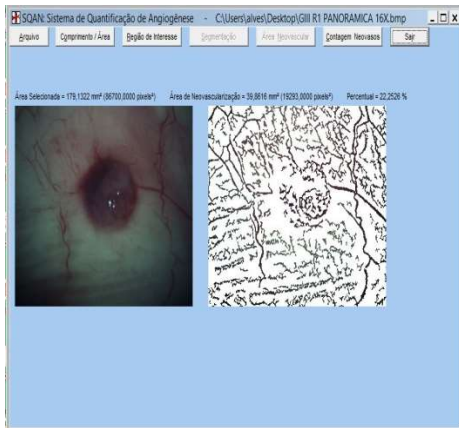 SQAN: Sistema de Quantificação de Angiogênese - C:\Users\alves\Desktop\GIII R1 PANORAMICA 16X.bmp
Arquivo Comprimento / Área Região de Interesse Segmentação Área Neovascular Contagem Neovasos Sair
Área Selecionada = 179,1322 mm² (86700,0000 pixels²) Área de Neovascularização = 39,8616 mm² (19293,0000 pixels²) Percentual = 22,2526 %